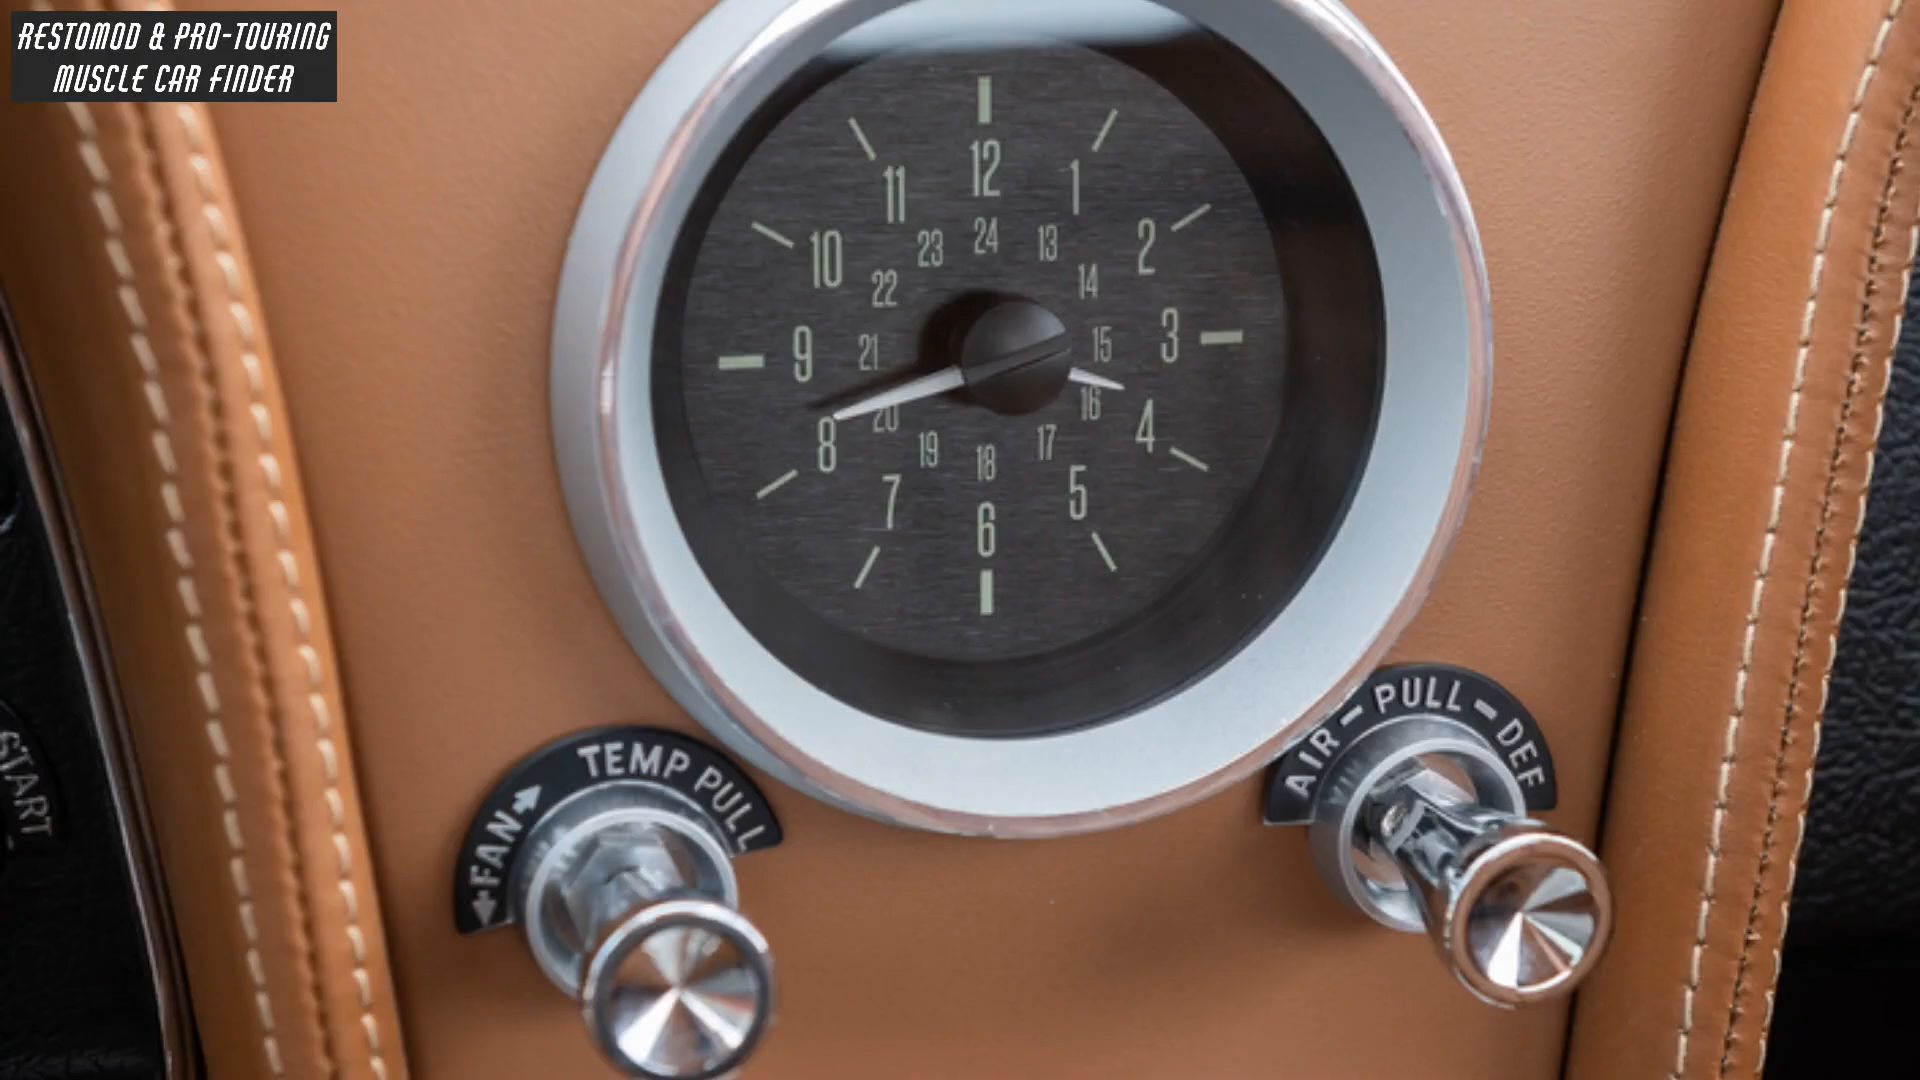 RESTOMOD & PRO-TOURING
MUSCLE CAR FINDER
12
11 1
10 2
23 24 13
22 14
9 21 15 3
20 16
8 4
19 18 17
7 5
6
AIR - PULL - DEF
FAN TEMP PULL
START